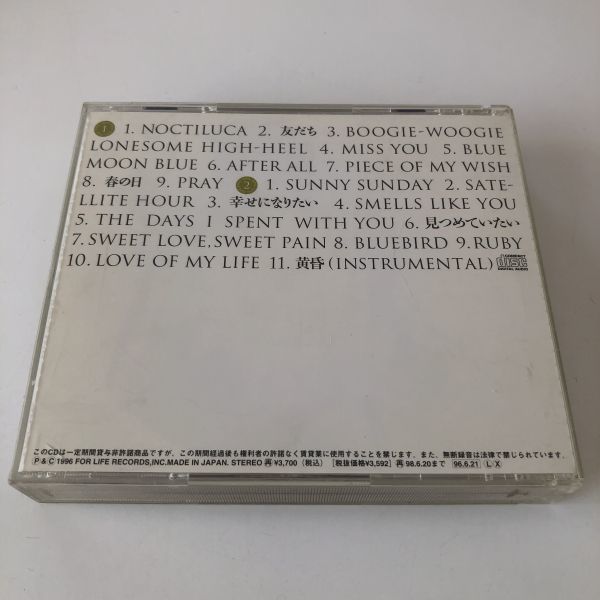 1 1. NOCTILUCA 2. 友だち 3. BOOGIE-WOOGIE
LONESOME HIGH-HEEL 4. MISS YOU 5. BLUE
MOON BLUE 6. AFTER ALL 7. PIECE OF MY WISH
8. 春の日 9. PRAY 2 1. SUNNY SUNDAY 2. SATE-
LLITE HOUR 3. 幸せになりたい 4. SMELLS LIKE YOU
5. THE DAYS I SPENT WITH YOU 6. 見つめていたい
7. SWEET LOVE, SWEET PAIN 8. BLUEBIRD 9. RUBY
10. LOVE OF MY LIFE 11. 黄昏 (INSTRUMENTAL) COMPACT disc DIGITAL AUDIO
このCDは一定期間貸与非許諾商品ですが、この期間経過後も権利者の許諾なく賃貸業に使用することを禁じます。また、無断録音は法律で禁じられています。
P & C 1996 FOR LIFE RECORDS,INC.MADE IN JAPAN. STEREO 再¥3,700（税込） [税抜価格¥3,592] 再98.6.20まで 96.6.21 L X